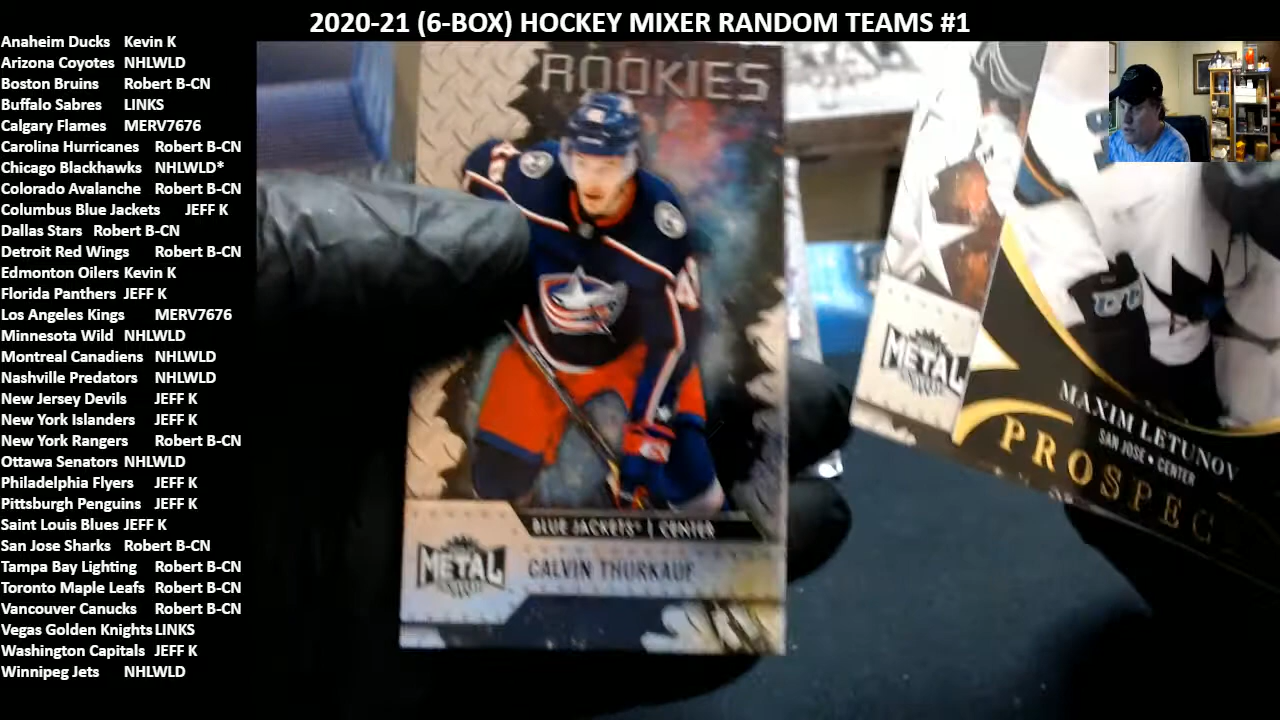 2020-21 (6-BOX) HOCKEY MIXER RANDOM TEAMS #1
Anaheim Ducks Kevin K
Arizona Coyotes NHLWLD
Boston Bruins Robert B-CN
Buffalo Sabres LINKS
Calgary Flames MERV7676
Carolina Hurricanes Robert B-CN
Chicago Blackhawks NHLWLD*
Colorado Avalanche Robert B-CN
Columbus Blue Jackets JEFF K
Dallas Stars Robert B-CN
Detroit Red Wings Robert B-CN
Edmonton Oilers Kevin K
Florida Panthers JEFF K
Los Angeles Kings MERV7676
Minnesota Wild NHLWLD
Montreal Canadiens NHLWLD
Nashville Predators NHLWLD
New Jersey Devils JEFF K
New York Islanders JEFF K
New York Rangers Robert B-CN
Ottawa Senators NHLWLD
Philadelphia Flyers JEFF K
Pittsburgh Penguins JEFF K
Saint Louis Blues JEFF K
San Jose Sharks Robert B-CN
Tampa Bay Lighting Robert B-CN
Toronto Maple Leafs Robert B-CN
Vancouver Canucks Robert B-CN
Vegas Golden Knights LINKS
Washington Capitals JEFF K
Winnipeg Jets NHLWLD
ROOKIES
BLUE JACKETS | CENTER
METAL
CALVIN THURKAUF
METAL
MAXIM LETUNOV
SAN JOSE • CENTER
PROSPEC